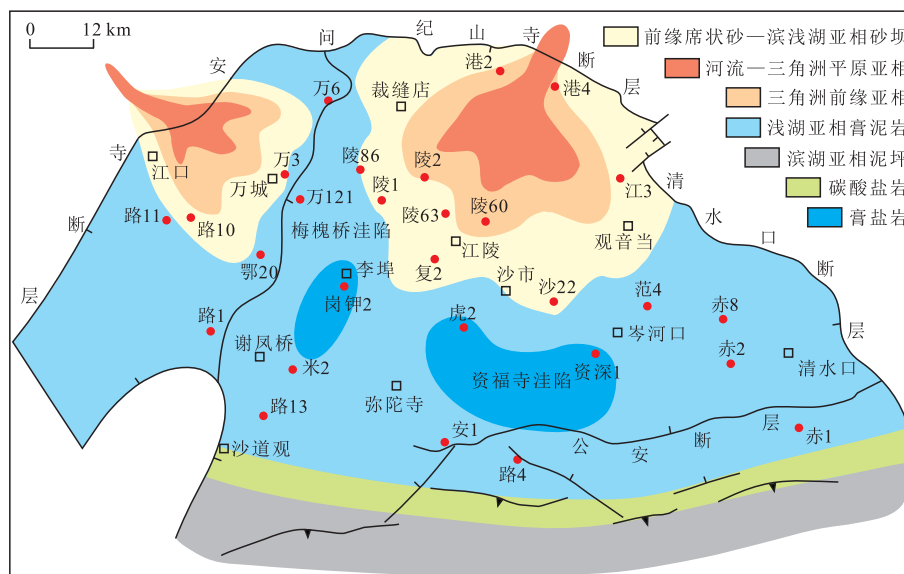 0 12 km
前缘席状砂—滨浅湖亚相砂坝
河流—三角洲平原亚相
三角洲前缘亚相
浅湖亚相膏泥岩
滨湖亚相泥坪
碳酸盐岩
膏盐岩
问
安
寺
断
层
纪
山
寺
断
层
清
水
口
断
层
港2
港4
万6
裁缝店
江口
万3
万城
陵86
陵2
陵1
江3
万121
路11
路10
陵63
陵60
梅槐桥洼陷
观音当
江陵
鄂20
李埠
复2
沙市
岗钾2
沙22
范4
路1
虎2
赤8
岑河口
谢凤桥
米2
资福寺洼陷
资深1
赤2
清水口
弥陀寺
路13
沙道观
安1
公
安
断
层
赤1
路4